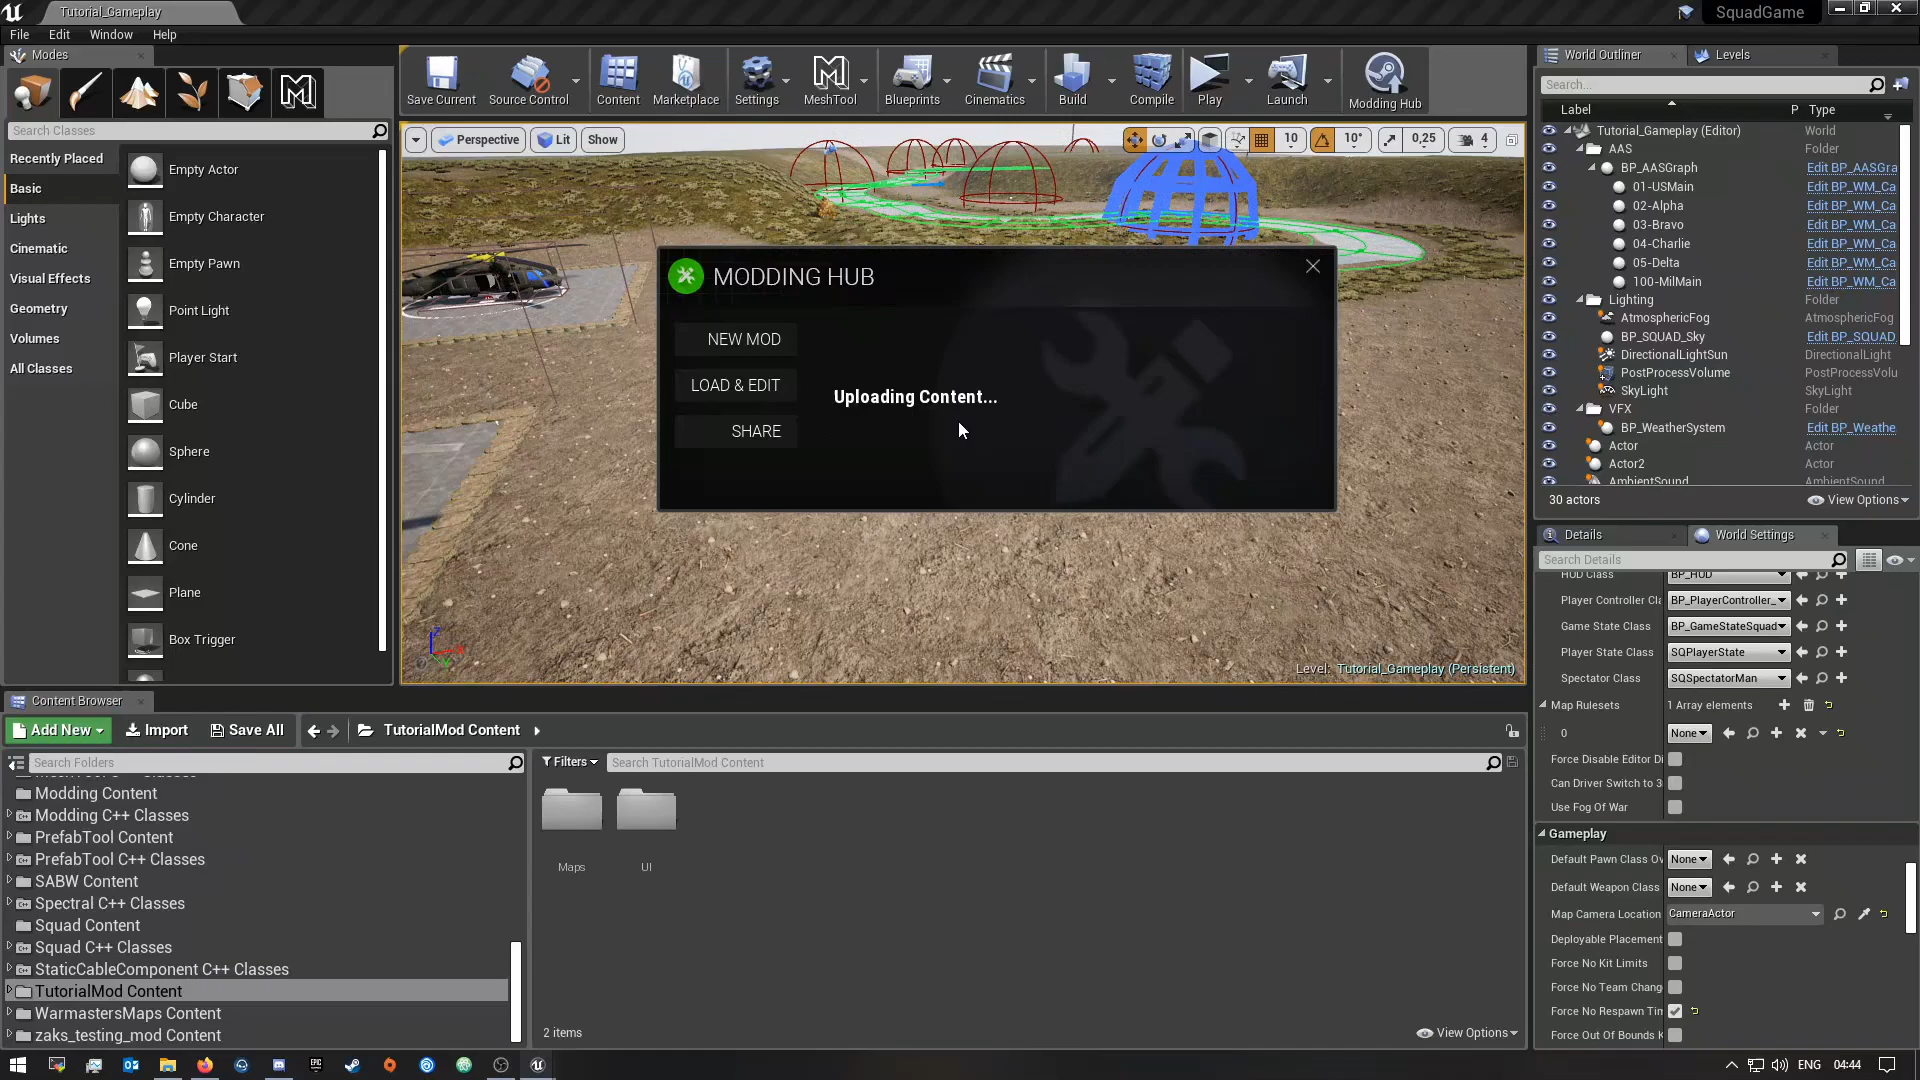 Tutorial_Gameplay
SquadGame
File Edit Window Help
Modes
Search Classes
Recently Placed
Basic
Lights
Cinematic
Visual Effects
Geometry
Volumes
All Classes
Empty Actor
Empty Character
Empty Pawn
Point Light
Player Start
Cube
Sphere
Cylinder
Cone
Plane
Box Trigger
Save Current Source Control Content Marketplace Settings MeshTool Blueprints Cinematics Build Compile Play Launch Modding Hub
Perspective Lit Show 10 10° 0,25 4
MODDING HUB
NEW MOD
LOAD & EDIT
SHARE
Uploading Content...
Level: Tutorial_Gameplay (Persistent)
World Outliner Levels
Search...
Label P Type
Tutorial_Gameplay (Editor) World
AAS Folder
BP_AASGraph Edit BP_AASGra
01-USMain Edit BP_WM_Ca
02-Alpha Edit BP_WM_Ca
03-Bravo Edit BP_WM_Ca
04-Charlie Edit BP_WM_Ca
05-Delta Edit BP_WM_Ca
100-MilMain Edit BP_WM_Ca
Lighting Folder
AtmosphericFog AtmosphericFog
BP_SQUAD_Sky Edit BP_SQUAD_
DirectionalLightSun DirectionalLight
PostProcessVolume PostProcessVolu
SkyLight SkyLight
VFX Folder
BP_WeatherSystem Edit BP_Weathe
Actor Actor
Actor2 Actor
AmbientSound AmbientSound
30 actors View Options
Details World Settings
Search Details
HUD Class BP_HUD
Player Controller Cla BP_PlayerController_
Game State Class BP_GameStateSquad
Player State Class SQPlayerState
Spectator Class SQSpectatorMan
Map Rulesets 1 Array elements
0 None
Force Disable Editor Di
Can Driver Switch to 3
Use Fog Of War
Gameplay
Default Pawn Class Ov None
Default Weapon Class None
Map Camera Location CameraActor
Deployable Placement
Force No Kit Limits
Force No Team Chang
Force No Respawn Tim
Force Out Of Bounds K
Content Browser
Add New Import Save All TutorialMod Content
Search Folders
Modding Content
Modding C++ Classes
PrefabTool Content
PrefabTool C++ Classes
SABW Content
Spectral C++ Classes
Squad Content
Squad C++ Classes
StaticCableComponent C++ Classes
TutorialMod Content
WarmastersMaps Content
zaks_testing_mod Content
Filters Search TutorialMod Content
Maps UI
2 items View Options
ENG 04:44